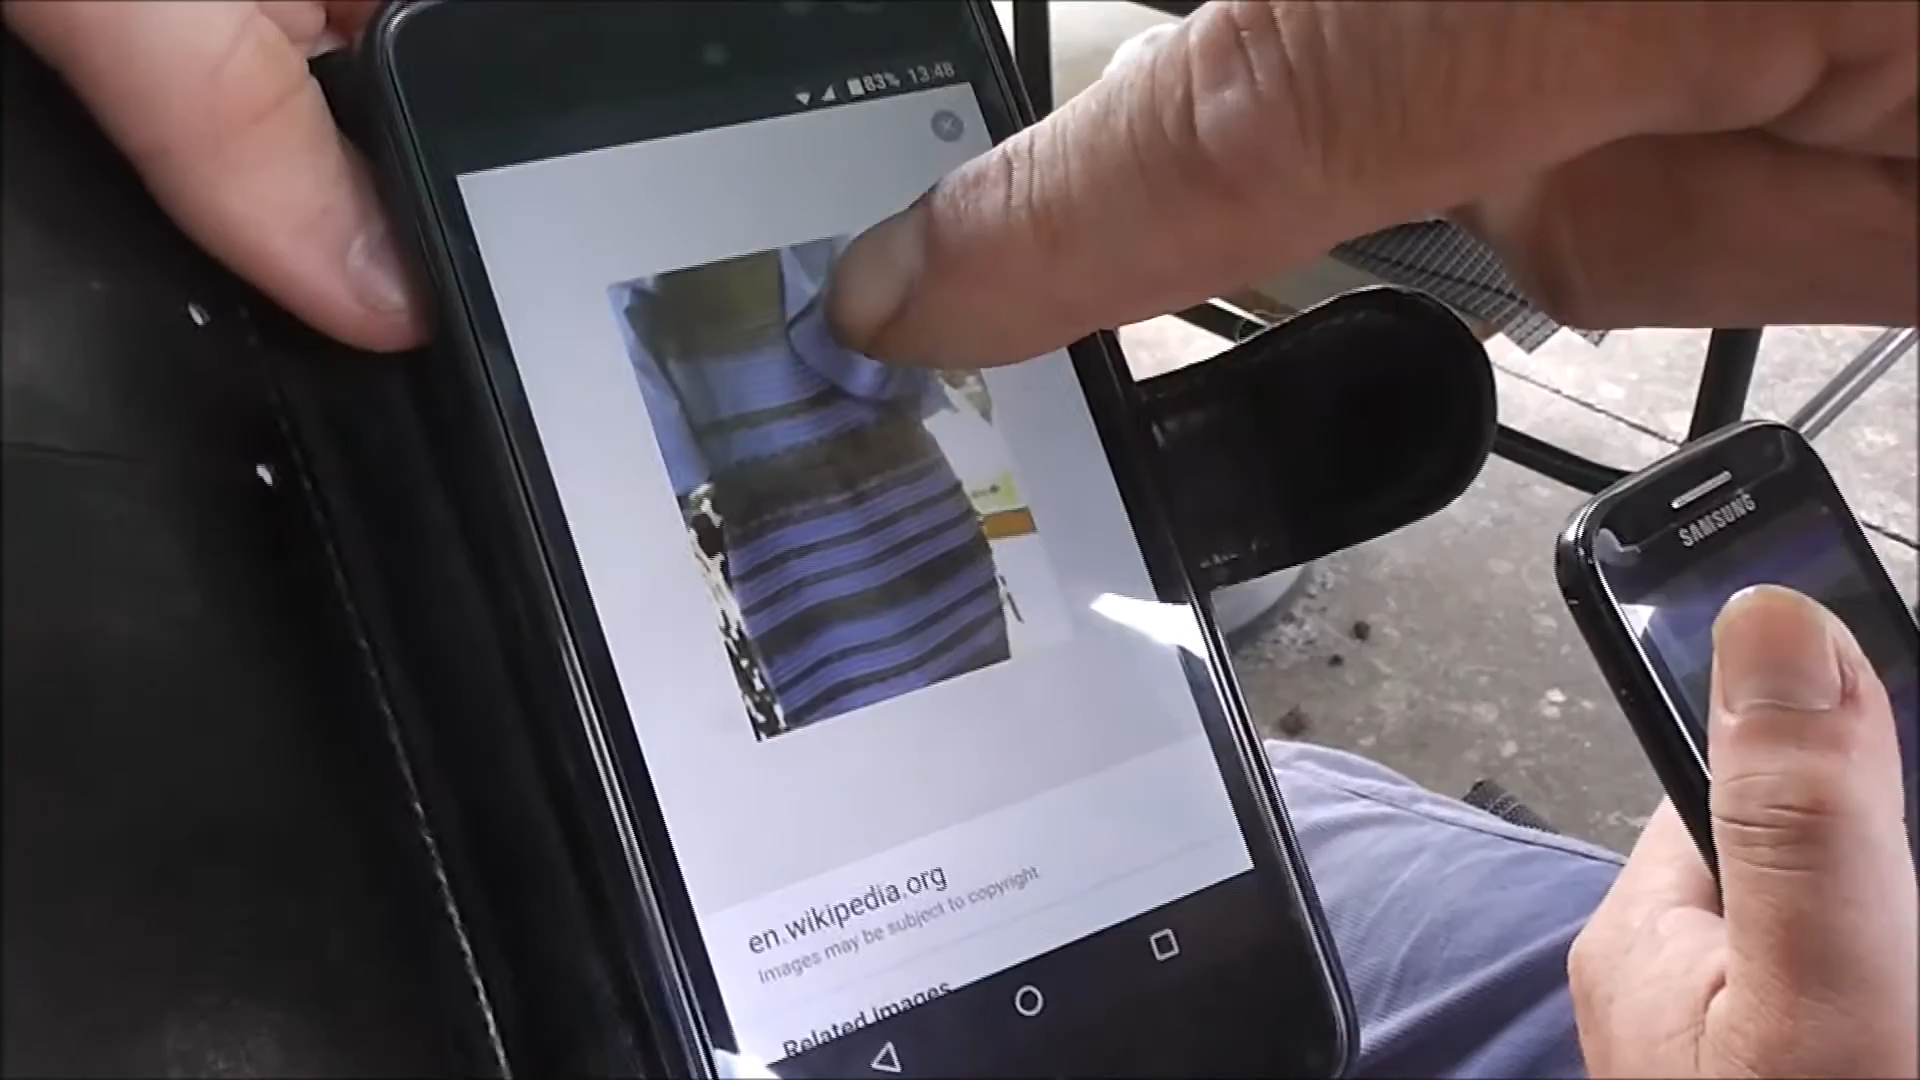 83% 13:48
SAMSUNG
en.wikipedia.org
Images may be subject to copyright
Related Images